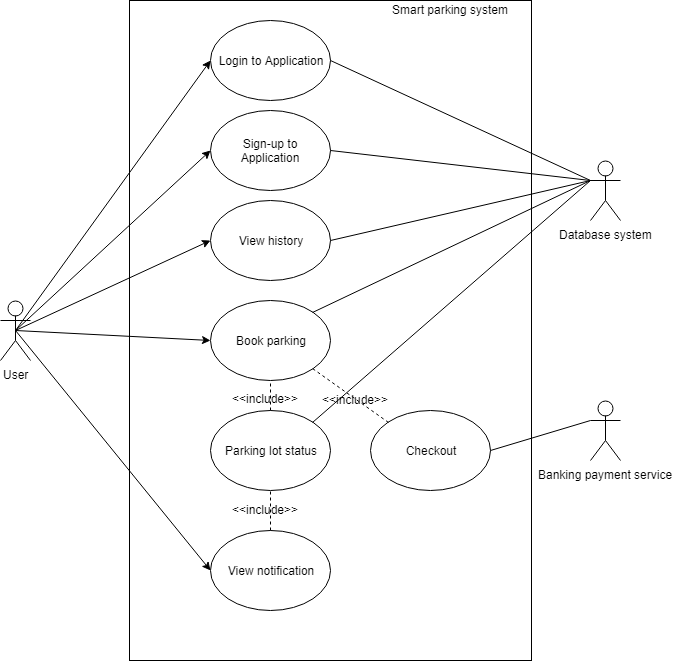 Smart parking system
Login to Application
Sign-up to
Application
Database system
View history
Book parking
User
<<include>>
<<include>>
Parking lot status
Checkout
Banking payment service
<<include>>
View notification